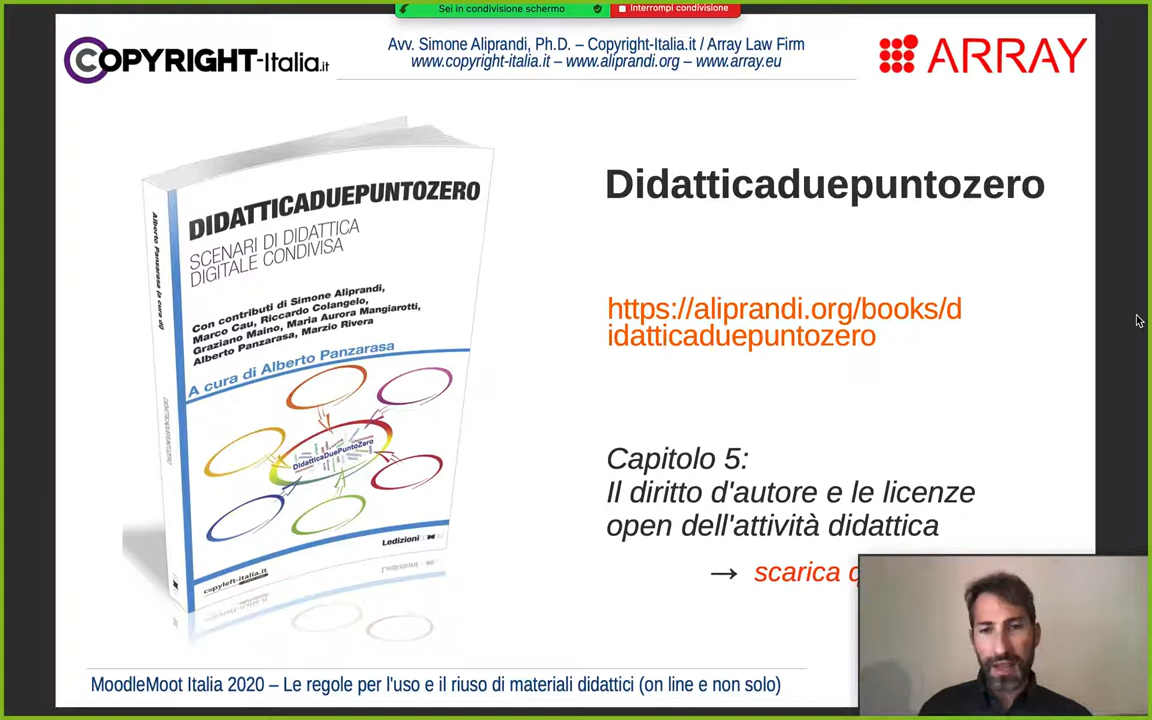 Sei in condivisione schermo
Interrompi condivisione
COPYRIGHT-Italia.it
Avv. Simone Aliprandi, Ph.D. – Copyright-Italia.it / Array Law Firm
www.copyright-italia.it – www.aliprandi.org – www.array.eu
ARRAY
Alberto Panzarasa (a cura di)
DIDATTICADUEPUNTOZERO
DIDATTICADUEPUNTOZERO
SCENARI DI DIDATTICA
DIGITALE CONDIVISA
Con contributi di Simone Aliprandi,
Marco Cau, Riccardo Colangelo,
Graziano Maino, Maria Aurora Mangiarotti,
Alberto Panzarasa, Marzio Rivera
A cura di Alberto Panzarasa
DidatticaDuePuntoZero
Ledizioni
copyleft-italia.it
Didatticaduepuntozero
https://aliprandi.org/books/d
idatticaduepuntozero
Capitolo 5:
Il diritto d'autore e le licenze
open dell'attività didattica
→ scarica
MoodleMoot Italia 2020 – Le regole per l'uso e il riuso di materiali didattici (on line e non solo)